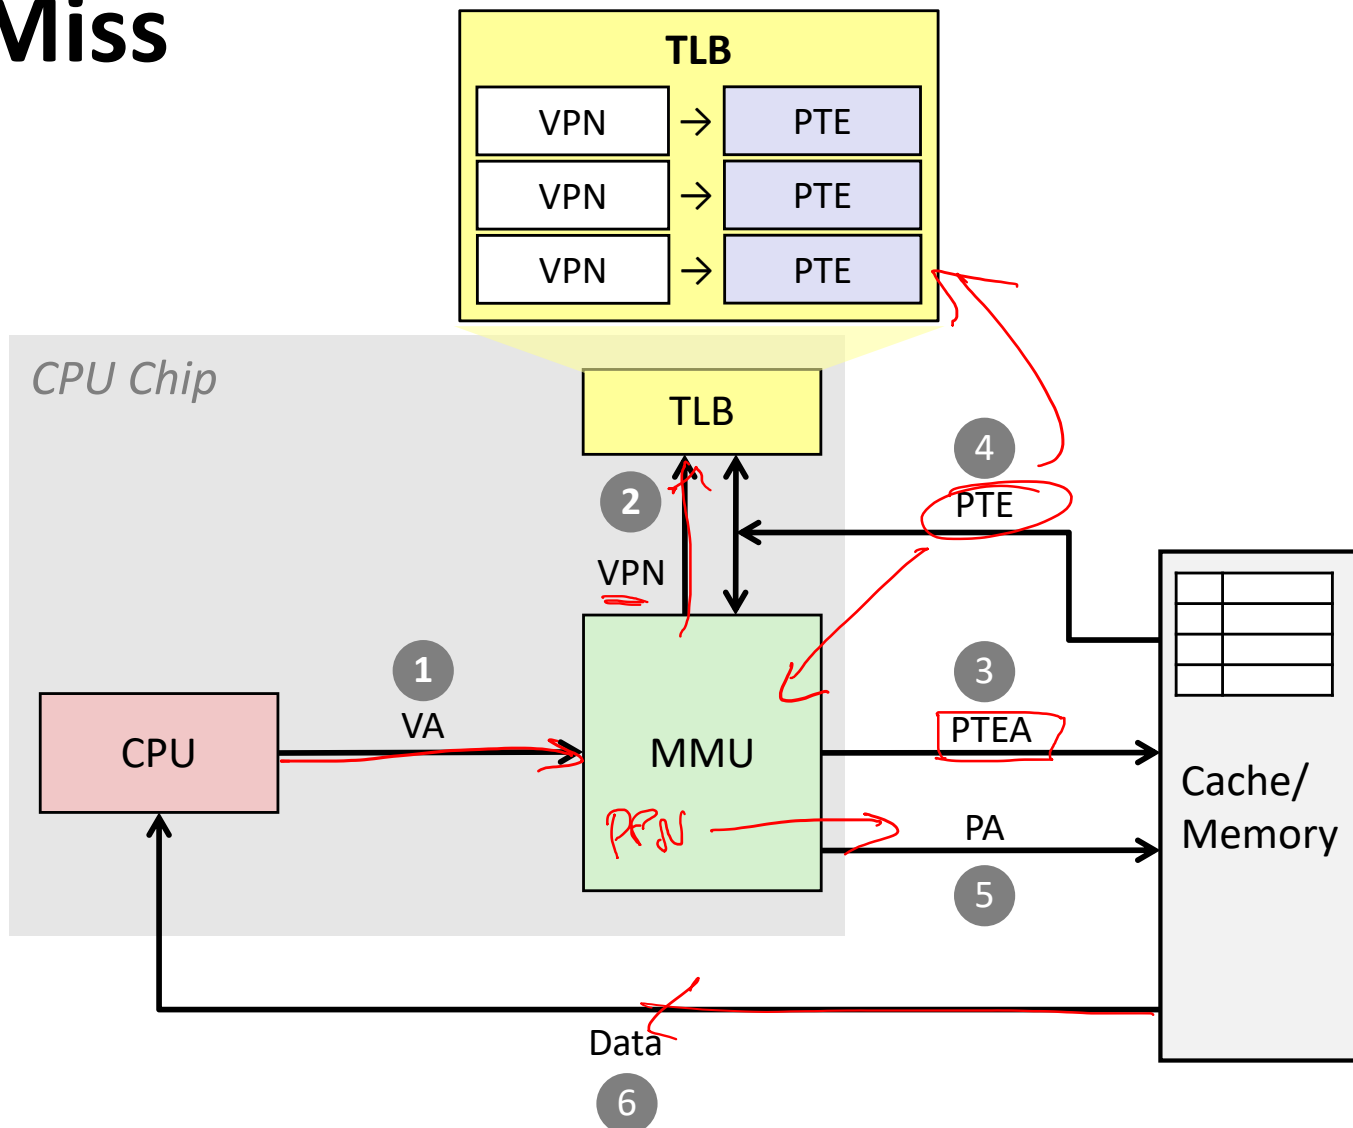 Miss
TLB
VPN → PTE
VPN → PTE
VPN → PTE
CPU Chip
TLB
4
2
PTE
VPN
1
3
VA
PTEA
CPU
MMU
Cache/
Memory
PFN
PA
5
Data
6